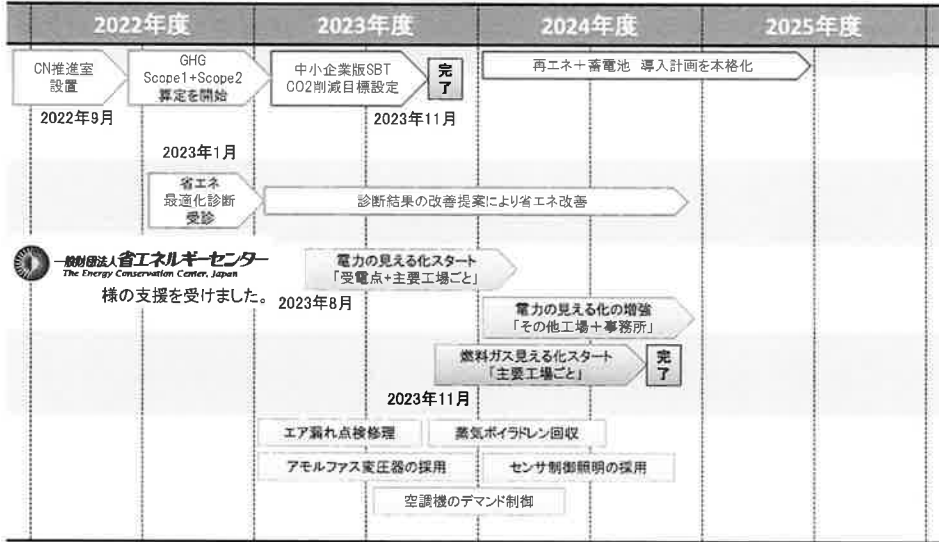 2022年度
2023年度
2024年度
2025年度
CN推進室
設置
GHG
Scope1+Scope2
算定を開始
中小企業版SBT
CO2削減目標設定
完
了
再エネ+蓄電池 導入計画を本格化
2022年9月
2023年11月
2023年1月
省エネ
最適化診断
受診
診断結果の改善提案により省エネ改善
一般財団法人省エネルギーセンター
The Energy Conservation Center, Japan
様の支援を受けました。
電力の見える化スタート
「受電点+主要工場ごと」
2023年8月
電力の見える化の増強
「その他工場+事務所」
燃料ガス見える化スタート
「主要工場ごと」
完
了
2023年11月
エア漏れ点検修理
蒸気ボイラドレン回収
アモルファス変圧器の採用
センサ制御照明の採用
空調機のデマンド制御